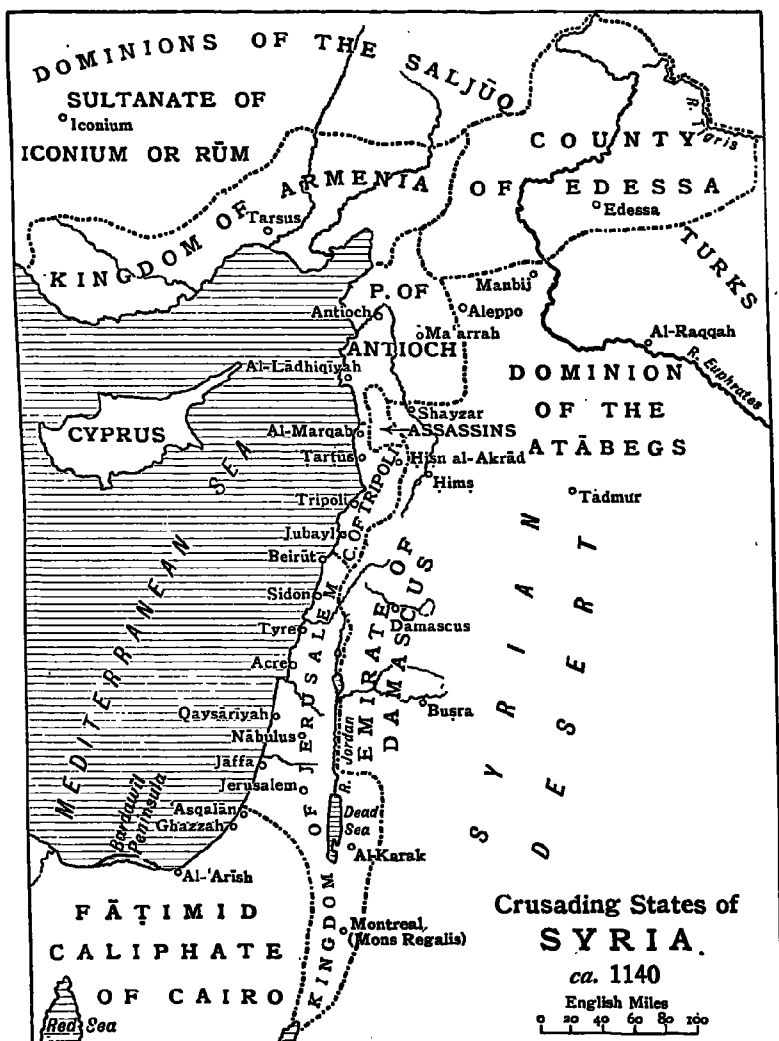 DOMINIONS OF THE SALJŪQ
SULTANATE OF
Iconium
ICONIUM OR RŪM
R. Tigris
COUNTY
OF EDESSA
Edessa
KINGDOM OF ARMENIA
Tarsus
TURKS
P. OF
ANTIOCH
Manbij
Antioch
Aleppo
Ma'arrah
Al-Raqqah
R. Euphrates
Al-Lādhiqīyah
DOMINION
OF THE
ATĀBEGS
Shayzar
ASSASSINS
CYPRUS
Al-Marqab
Ṭarṭūs
Ḥiṣn al-Akrād
Ḥimṣ
Tadmur
C. OF TRIPOLI
Tripoli
Jubayl
Beirūt
MEDITERRANEAN SEA
Sidon
EMIRATE OF
DAMASCUS
Damascus
Tyre
Acre
SYRIAN
DESERT
Buṣra
Qaysārīyah
Nābulus
R. Jordan
Jāffa
Jerusalem
KINGDOM OF JERUSALEM
'Asqalān
Ghazzah
Dead
Sea
Bardawīl
Peninsula
Al-Karak
Al-'Arīsh
FĀṬIMID
CALIPHATE
OF CAIRO
Montreal,
(Mons Regalis)
Red Sea
Crusading States of
SYRIA.
ca. 1140
English Miles
0 20 40 60 80 100